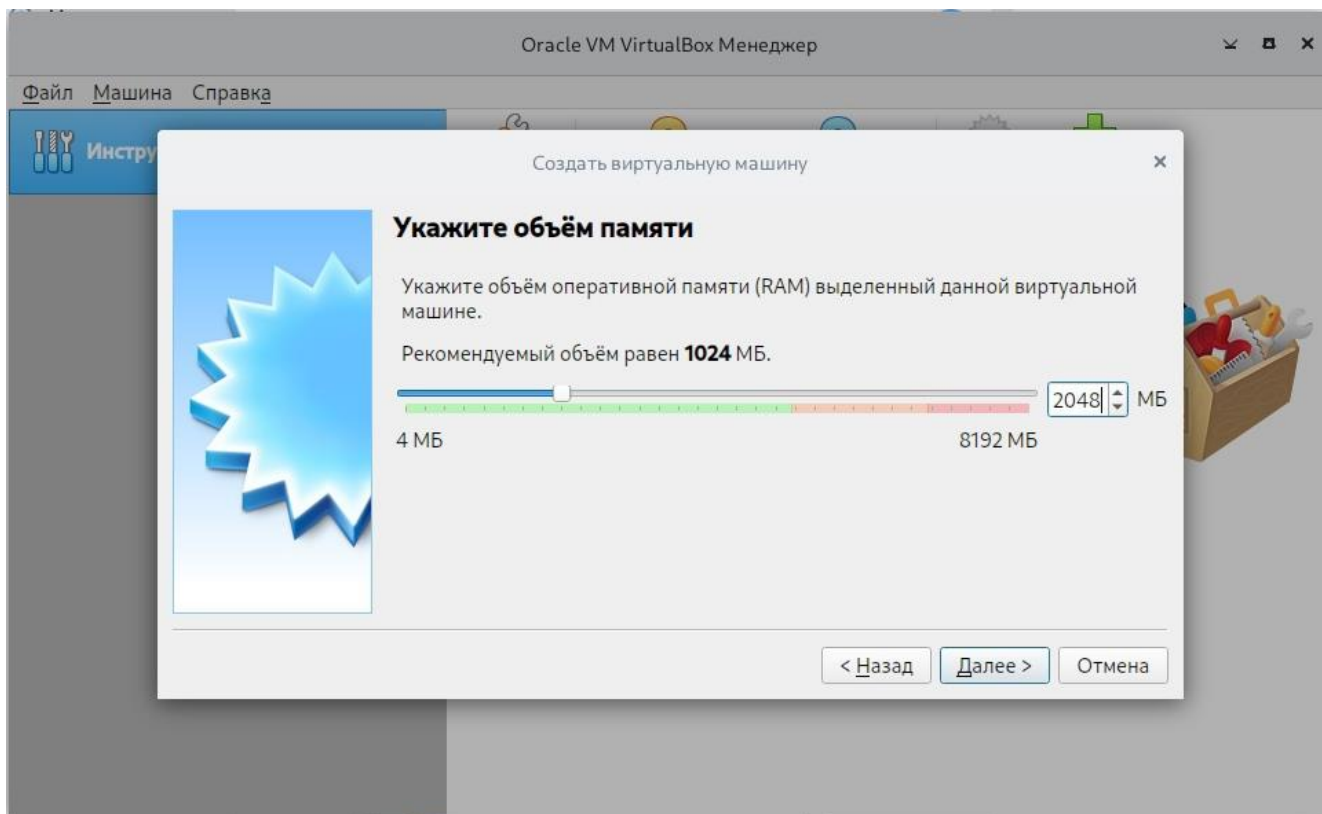 Oracle VM VirtualBox Менеджер
Файл Машина Справка
Инстру
Создать виртуальную машину
Укажите объём памяти
Укажите объём оперативной памяти (RAM) выделенный данной виртуальной
машине.
Рекомендуемый объём равен 1024 МБ.
2048 МБ
4 МБ 8192 МБ
< Назад Далее > Отмена